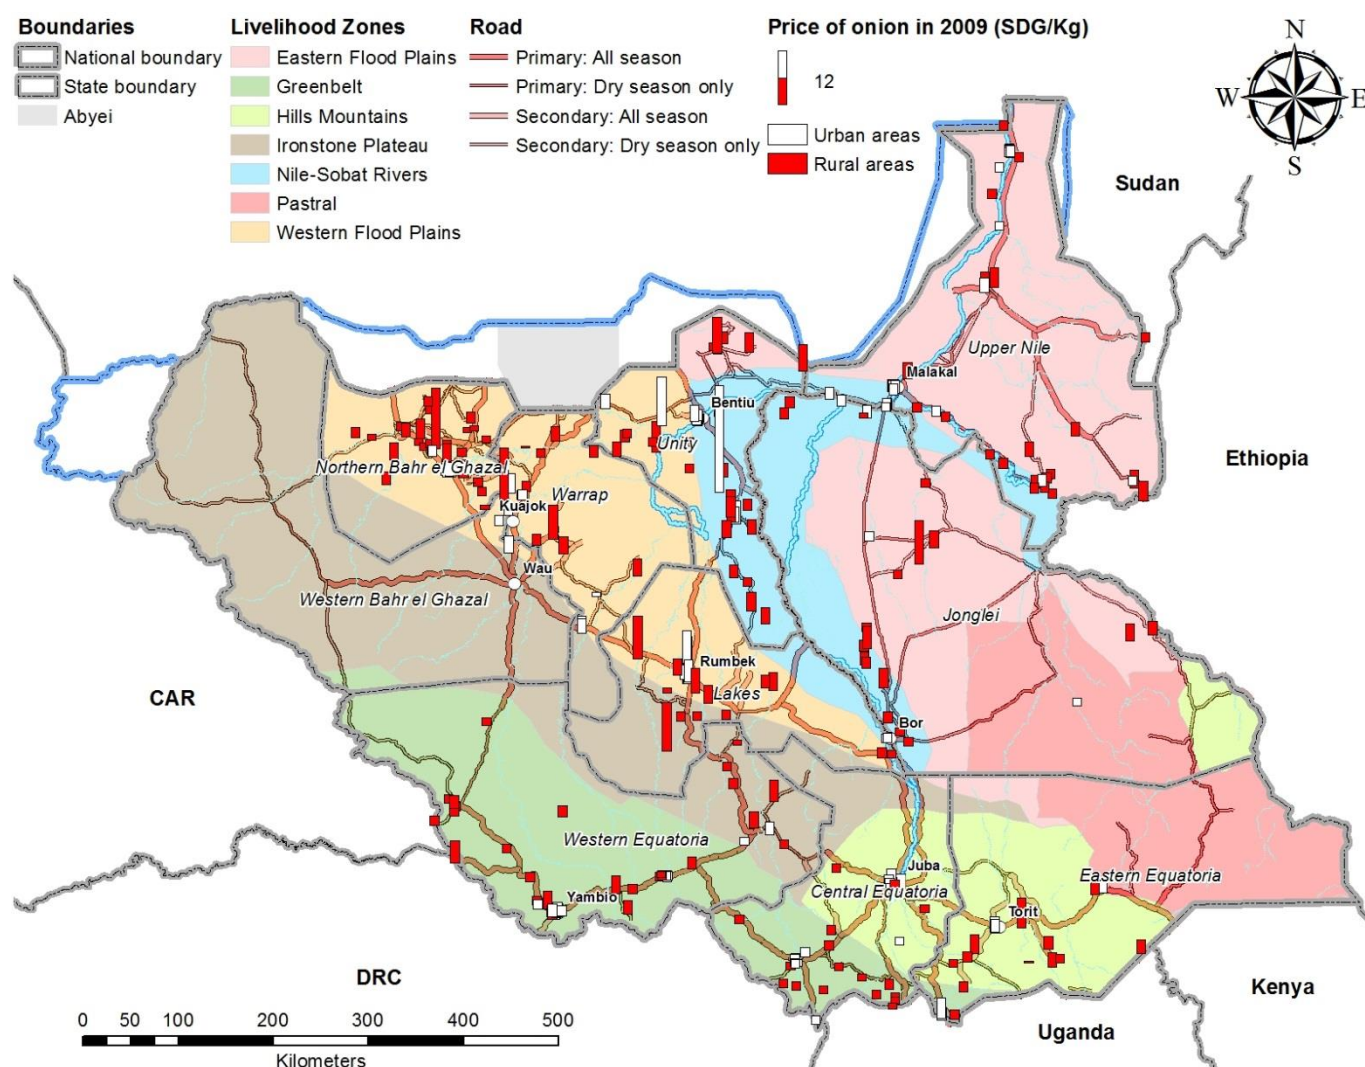 Boundaries
National boundary
State boundary
Abyei
Livelihood Zones
Eastern Flood Plains
Greenbelt
Hills Mountains
Ironstone Plateau
Nile-Sobat Rivers
Pastral
Western Flood Plains
Road
Primary: All season
Primary: Dry season only
Secondary: All season
Secondary: Dry season only
Price of onion in 2009 (SDG/Kg)
12
Urban areas
Rural areas
N
W E
S
Sudan
Upper Nile
Malakal
Bentiu
Unity
Ethiopia
Northern Bahr el Ghazal
Warrap
Kuajok
Wau
Western Bahr el Ghazal
Jonglei
Rumbek
Lakes
CAR
Bor
Western Equatoria
Juba
Eastern Equatoria
Central Equatoria
Yambio
Torit
DRC
Kenya
Uganda
0 50 100 200 300 400 500
Kilometers